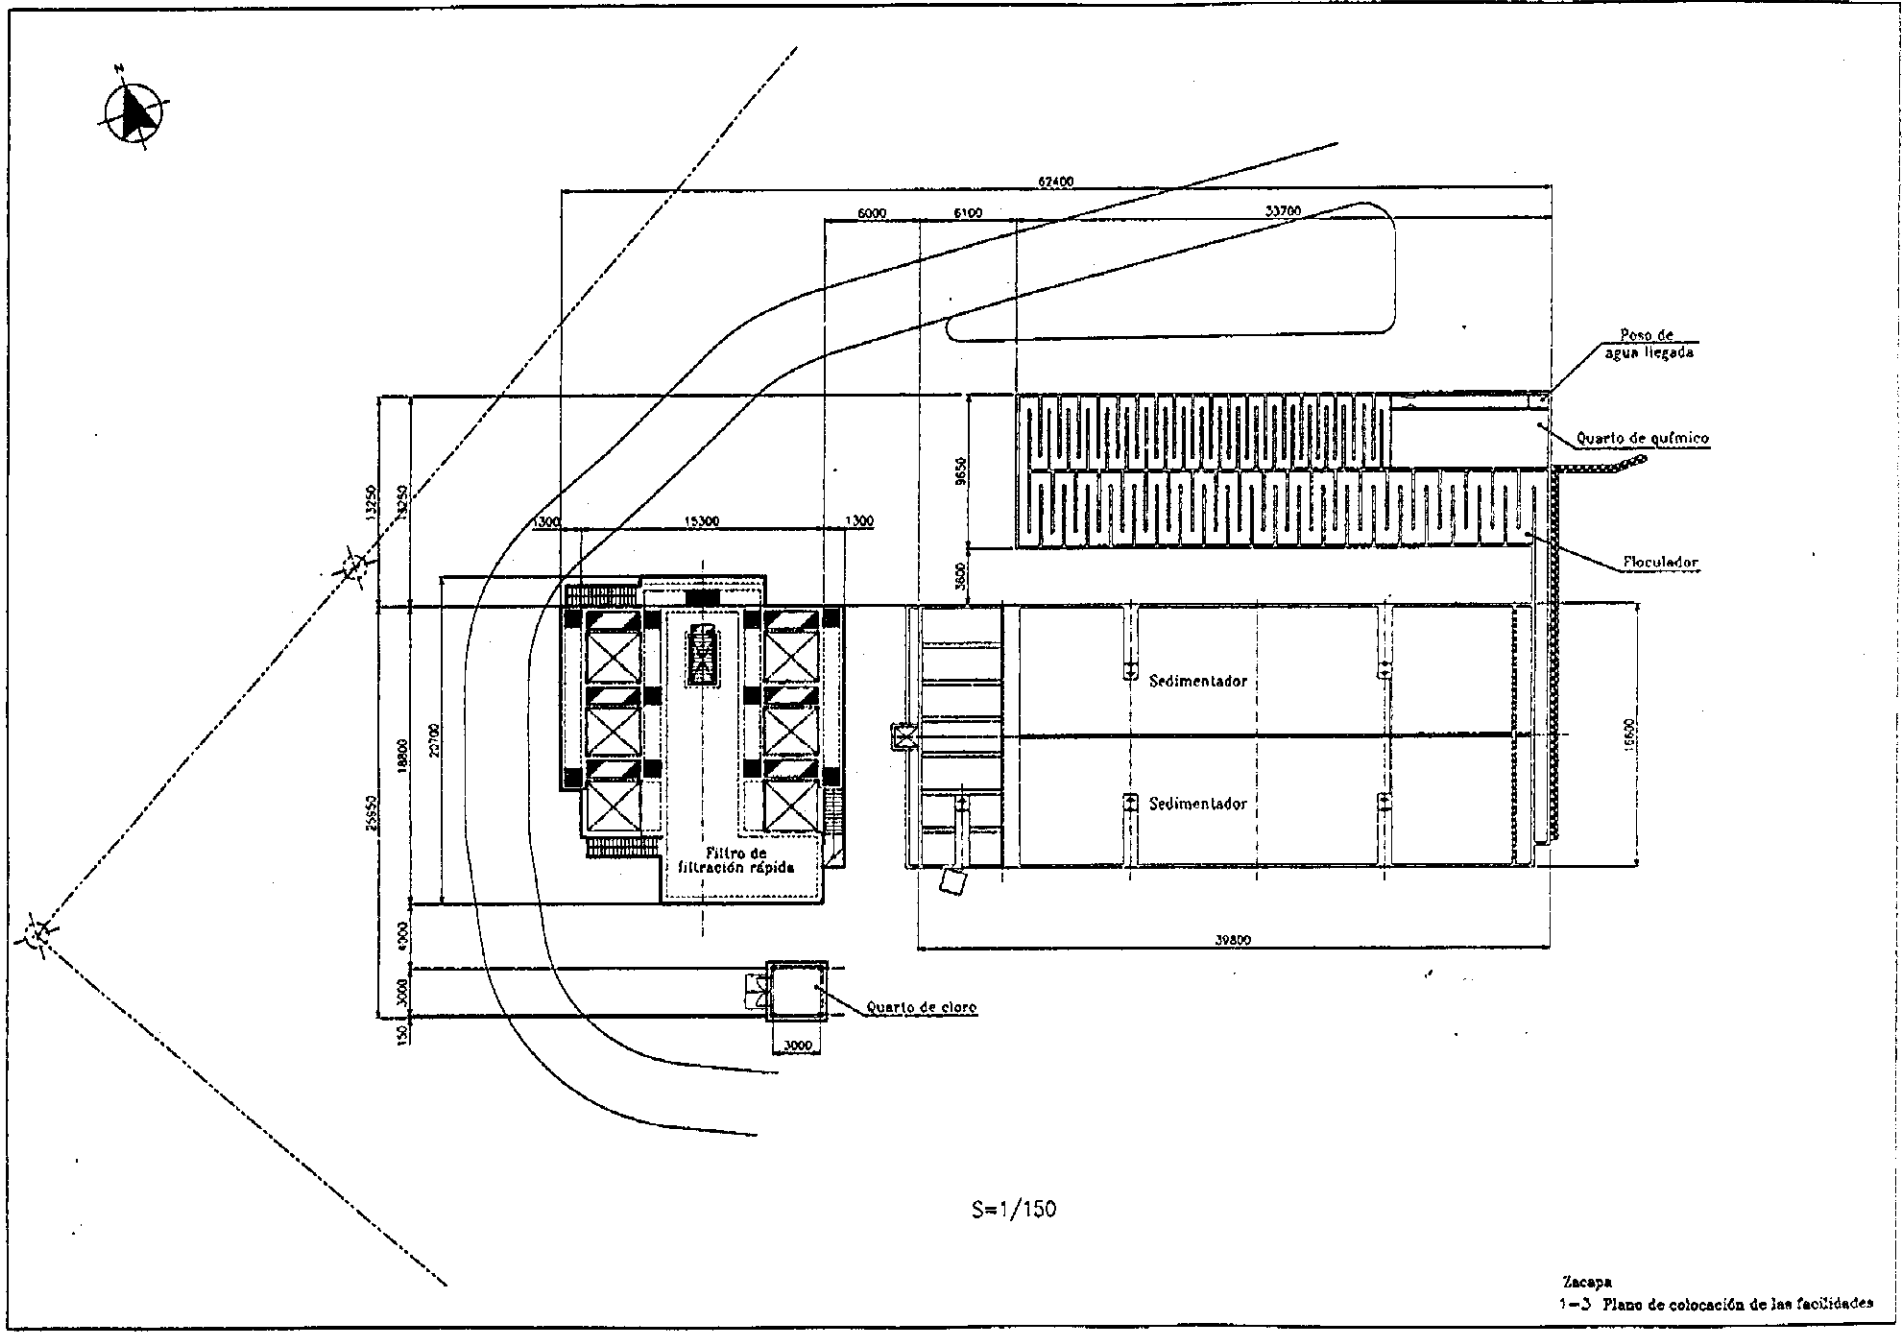 N
62400
6000
6100
33700
Poso de
agua llegada
Quarto de químico
9650
13250
13250
1300
15300
1300
Floculador
3600
Sedimentador
20700
18800
16600
25950
Sedimentador
Filtro de
filtración rápida
4000
39800
3000
Quarto de cloro
150
3000
S=1/150
Zacapa
1-3 Plano de colocación de las facilidades